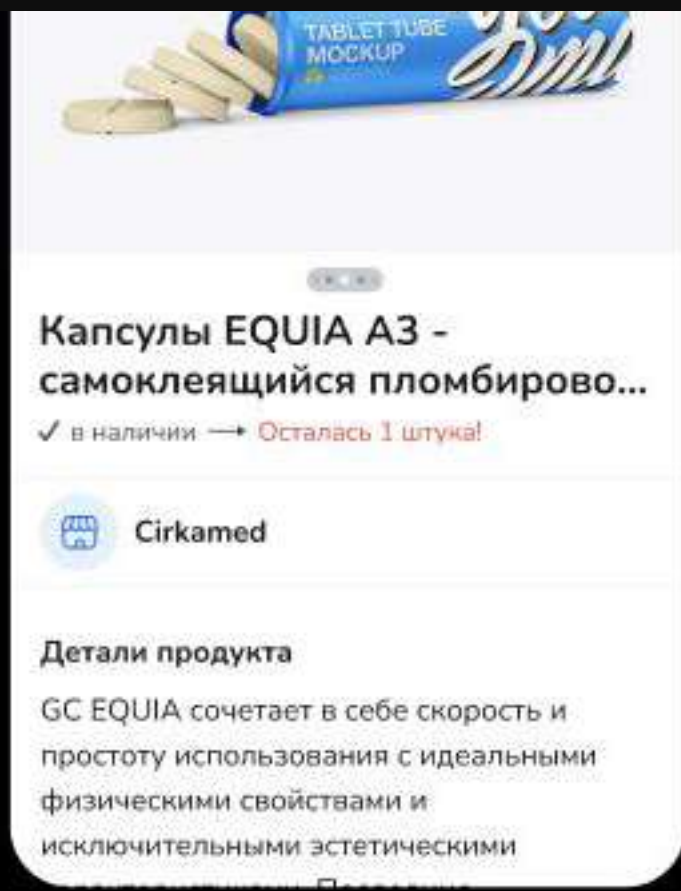 TABLET TUBE
MOCKUP
Капсулы EQUIA A3 -
самоклеящийся пломбирово...
✓ в наличии → Осталась 1 штука!
Cirkamed
Детали продукта
GC EQUIA сочетает в себе скорость и
простоту использования с идеальными
физическими свойствами и
исключительными эстетическими